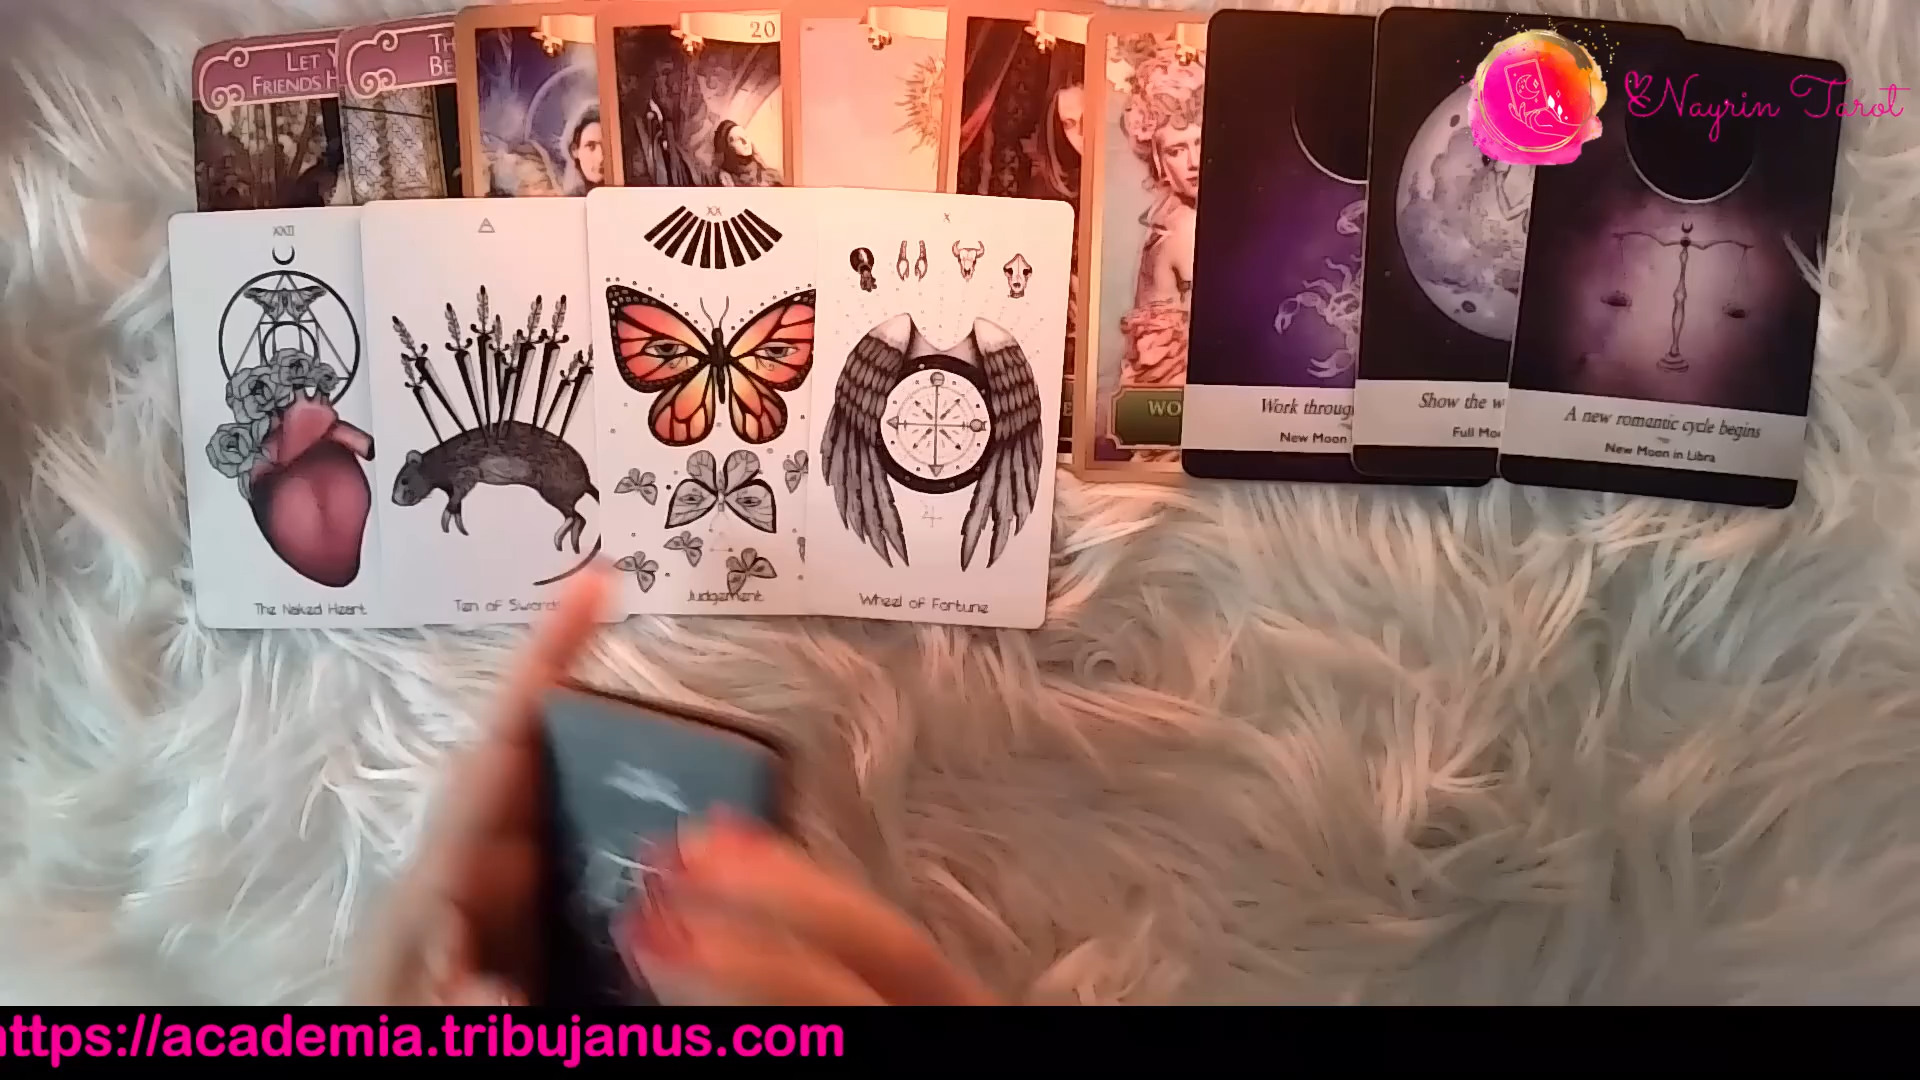 LET
FRIENDS H
TH
BE
20
Nayrin Tarot
XXII
XX
X
WO
Work throug
New Moon
Show the w
Full Moo
A new romantic cycle begins
New Moon in Libra
The Naked Heart
Ten of Swords
Judgement
Wheel of Fortune
https://academia.tribujanus.com